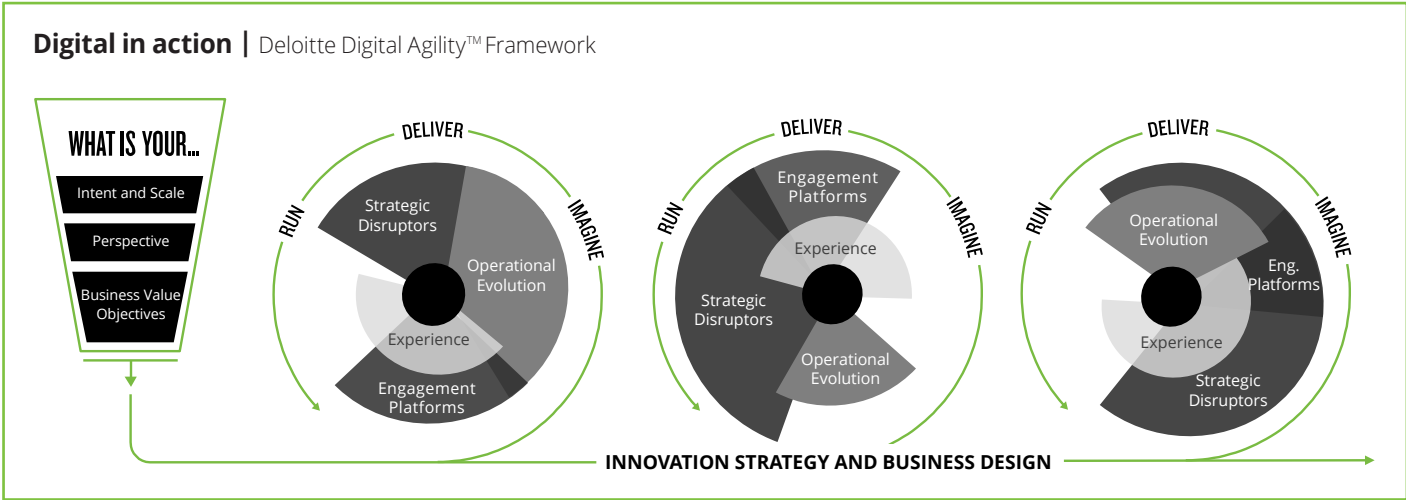 Digital in action | Deloitte Digital Agility™ Framework
WHAT IS YOUR...
Intent and Scale
Perspective
Business Value
Objectives
DELIVER
RUN
IMAGINE
Strategic
Disruptors
Operational
Evolution
Experience
Engagement
Platforms
DELIVER
RUN
IMAGINE
Engagement
Platforms
Experience
Strategic
Disruptors
Operational
Evolution
DELIVER
RUN
IMAGINE
Operational
Evolution
Eng.
Platforms
Experience
Strategic
Disruptors
INNOVATION STRATEGY AND BUSINESS DESIGN